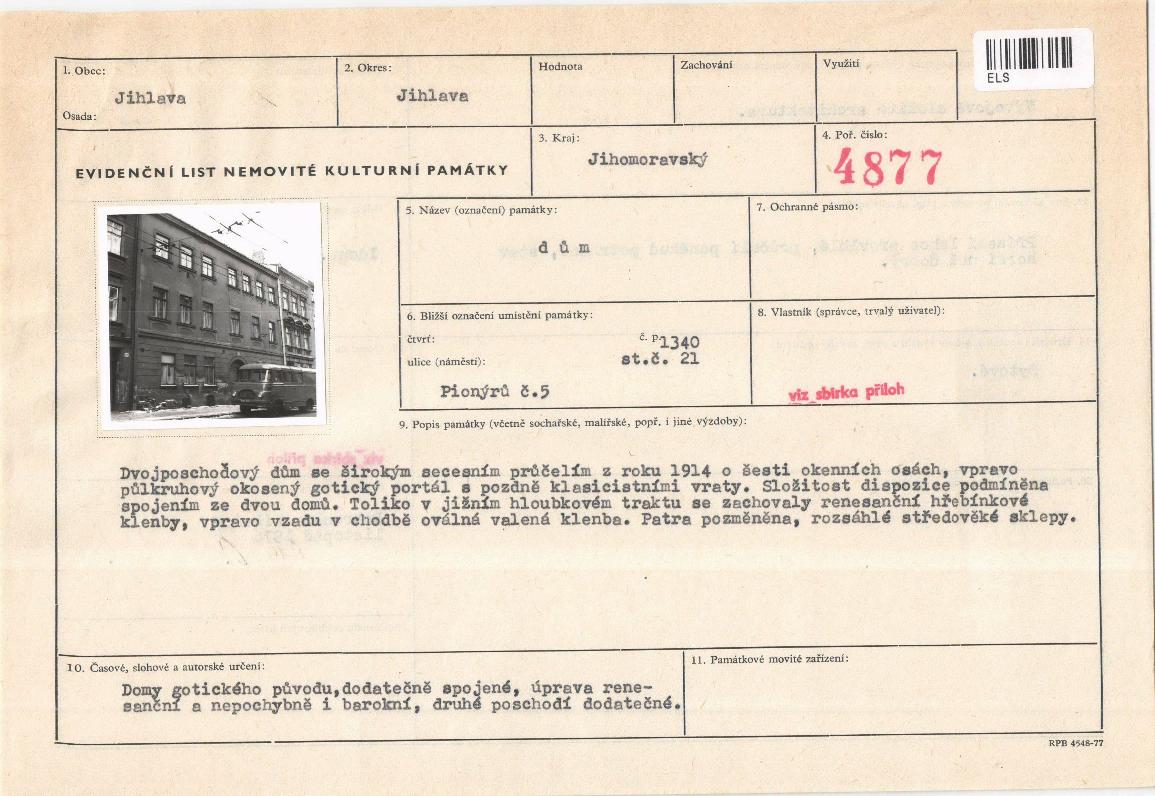 1. Obec:
Jihlava
Osada:
2. Okres:
Jihlava
Hodnota
Zachování
Využití
ELS
EVIDENČNÍ LIST NEMOVITÉ KULTURNÍ PAMÁTKY
3. Kraj:
Jihomoravský
4. Poř. číslo:
4877
5. Název (označení) památky:
dům
7. Ochranné pásmo:
6. Bližší označení umístění památky:
čtvrť:
č. p1340
ulice (náměstí):
st.č. 21
Pionýrů č.5
8. Vlastník (správce, trvalý uživatel):
viz sbírka příloh
9. Popis památky (včetně sochařské, malířské, popř. i jiné výzdoby):
Dvojposchoďový dům se širokým secesním průčelím z roku 1914 o šesti okenních osách, vpravo
půlkruhový okosený gotický portál s pozdně klasicistními vraty. Složitost dispozice podmíněna
spojením ze dvou domů. Toliko v jižním hloubkovém traktu se zachovaly renesanční hřebínkové
klenby, vpravo vzadu v chodbě oválná valená klenba. Patra pozměněna, rozsáhlé středověké sklepy.
10. Časové, slohové a autorské určení:
Domy gotického původu,dodatečně spojené, úprava rene-
sanční a nepochybně i barokní, druhé poschodí dodatečné.
11. Památkové movité zařízení:
RPB 4548-77